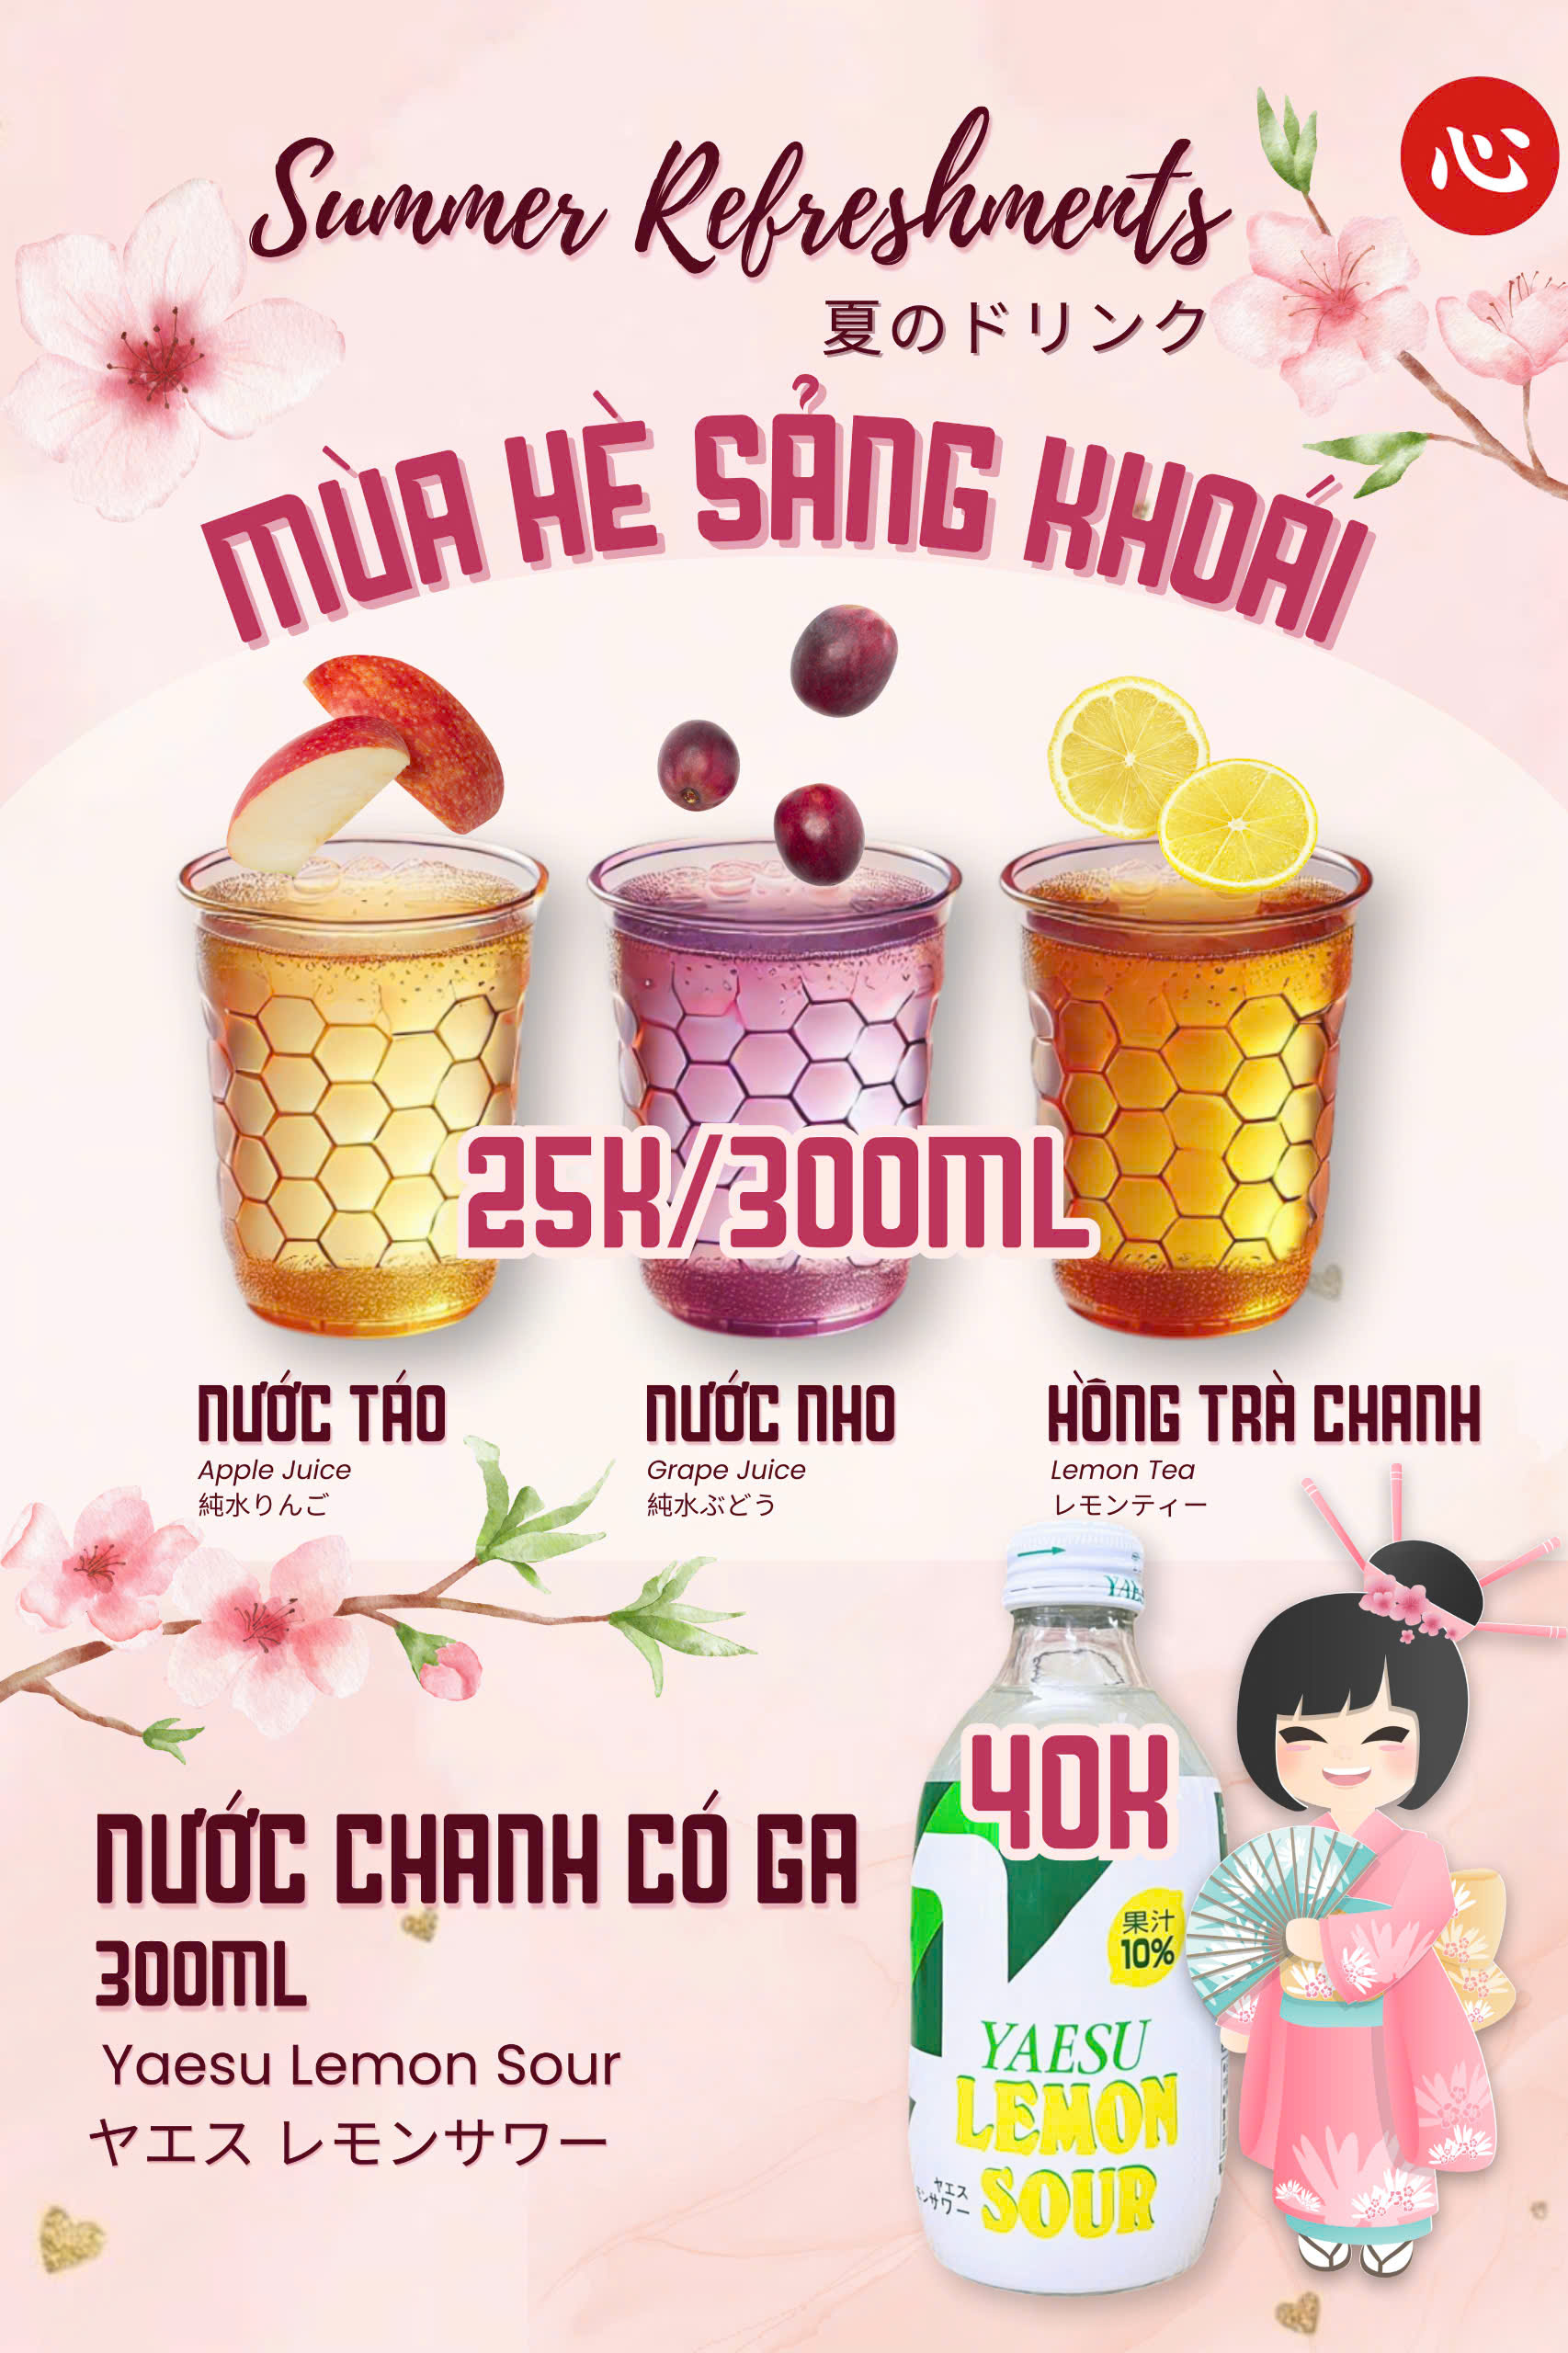 Summer Refreshments
心
夏のドリンク
MÙA HÈ SẢNG KHOÁI
25K/300ML
NƯỚC TÁO
Apple Juice
純水りんご
NƯỚC NHO
Grape Juice
純水ぶどう
HỒNG TRÀ CHANH
Lemon Tea
レモンティー
40K
果汁
10%
YAESU
LEMON
SOUR
ヤエス
ンサワー
NƯỚC CHANH CÓ GA
300ML
Yaesu Lemon Sour
ヤエス レモンサワー